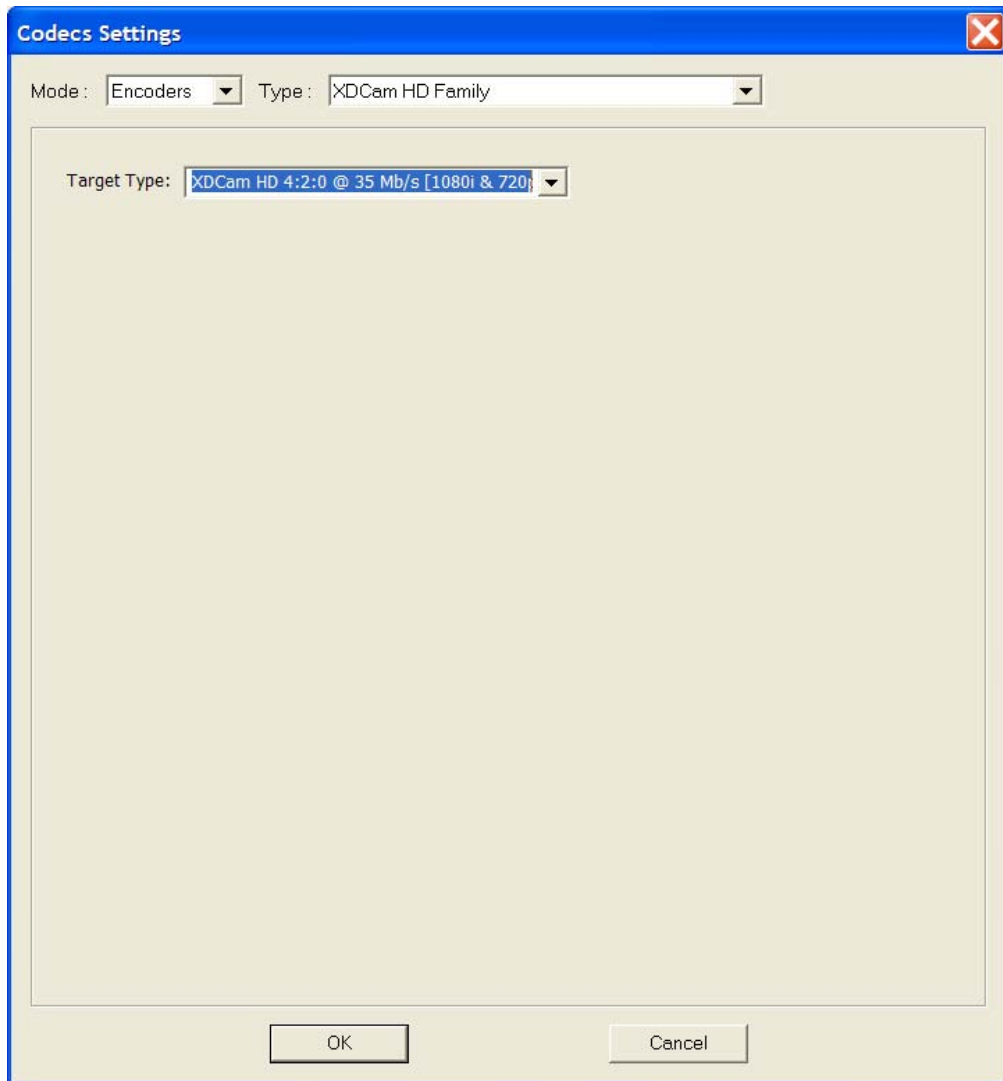 Codecs Settings
Mode : Encoders Type : XDCam HD Family
Target Type: XDCam HD 4:2:0 @ 35 Mb/s [1080i & 720p
OK Cancel